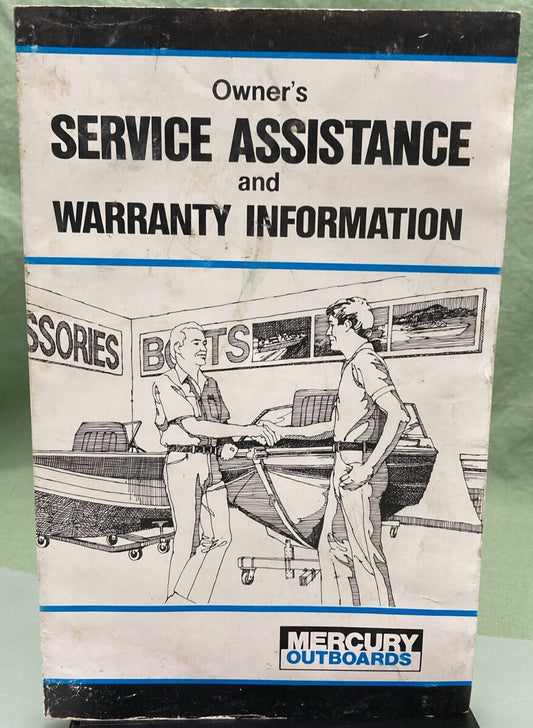 Owner's
SERVICE ASSISTANCE
and
WARRANTY INFORMATION
SSORIES
BOATS
MERCURY
OUTBOARDS